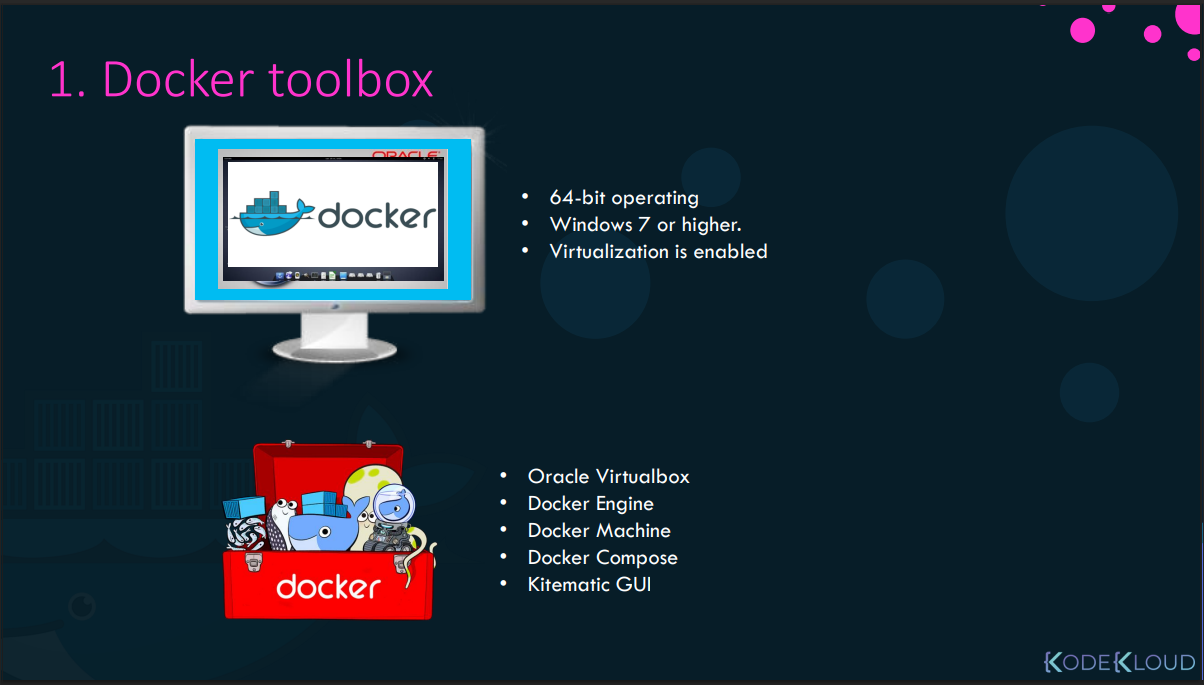 1. Docker toolbox
ORACLE
docker
• 64-bit operating
• Windows 7 or higher.
• Virtualization is enabled
docker
• Oracle Virtualbox
• Docker Engine
• Docker Machine
• Docker Compose
• Kitematic GUI
KODEKLOUD